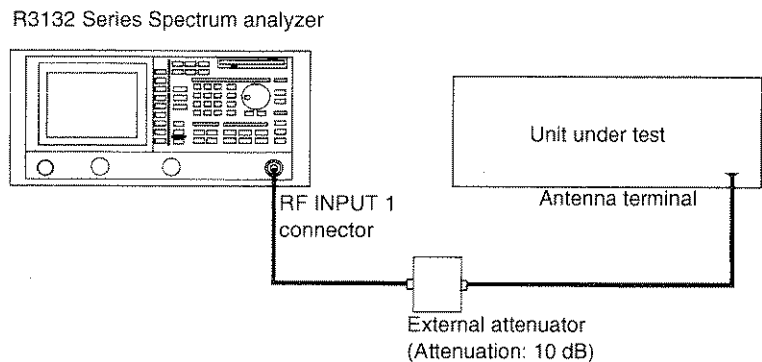 R3132 Series Spectrum analyzer
Unit under test
Antenna terminal
RF INPUT 1
connector
External attenuator
(Attenuation: 10 dB)